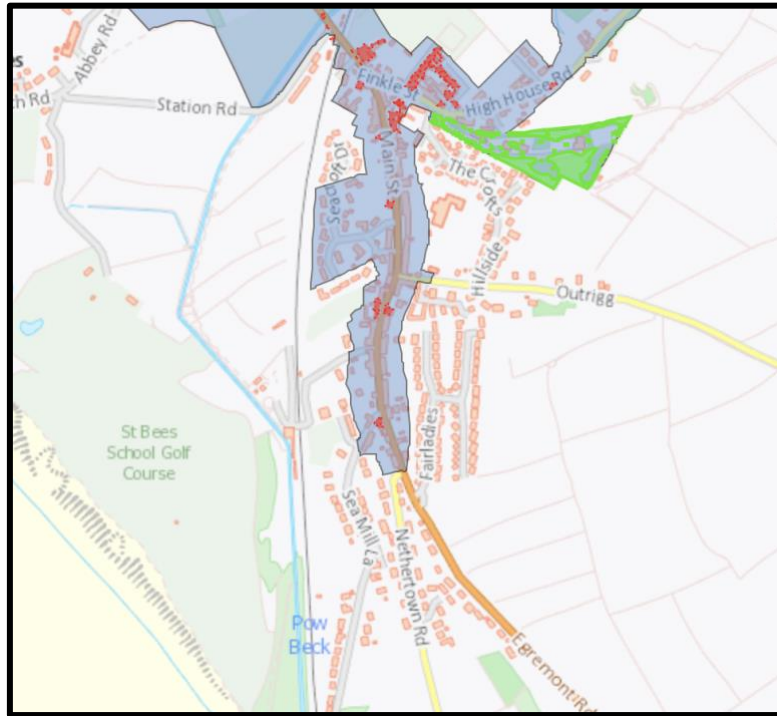 Abbey Rd
Station Rd
Finkle St
High House Rd
Main St
The Crofts
Seacroft Dr
Hillside
Outrigg
St Bees
School Golf
Course
Fairladies
Sea Mill La
Nethertown Rd
Pow
Beck
Egremont Rd